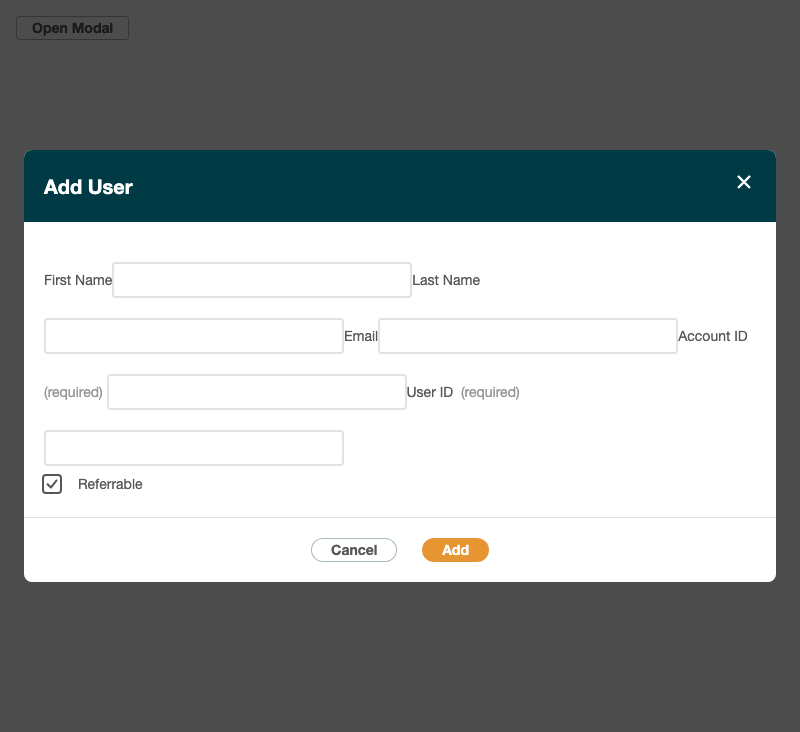 Open Modal
Add User
First Name Last Name
Email Account ID
(required) User ID (required)
Referrable
Cancel Add